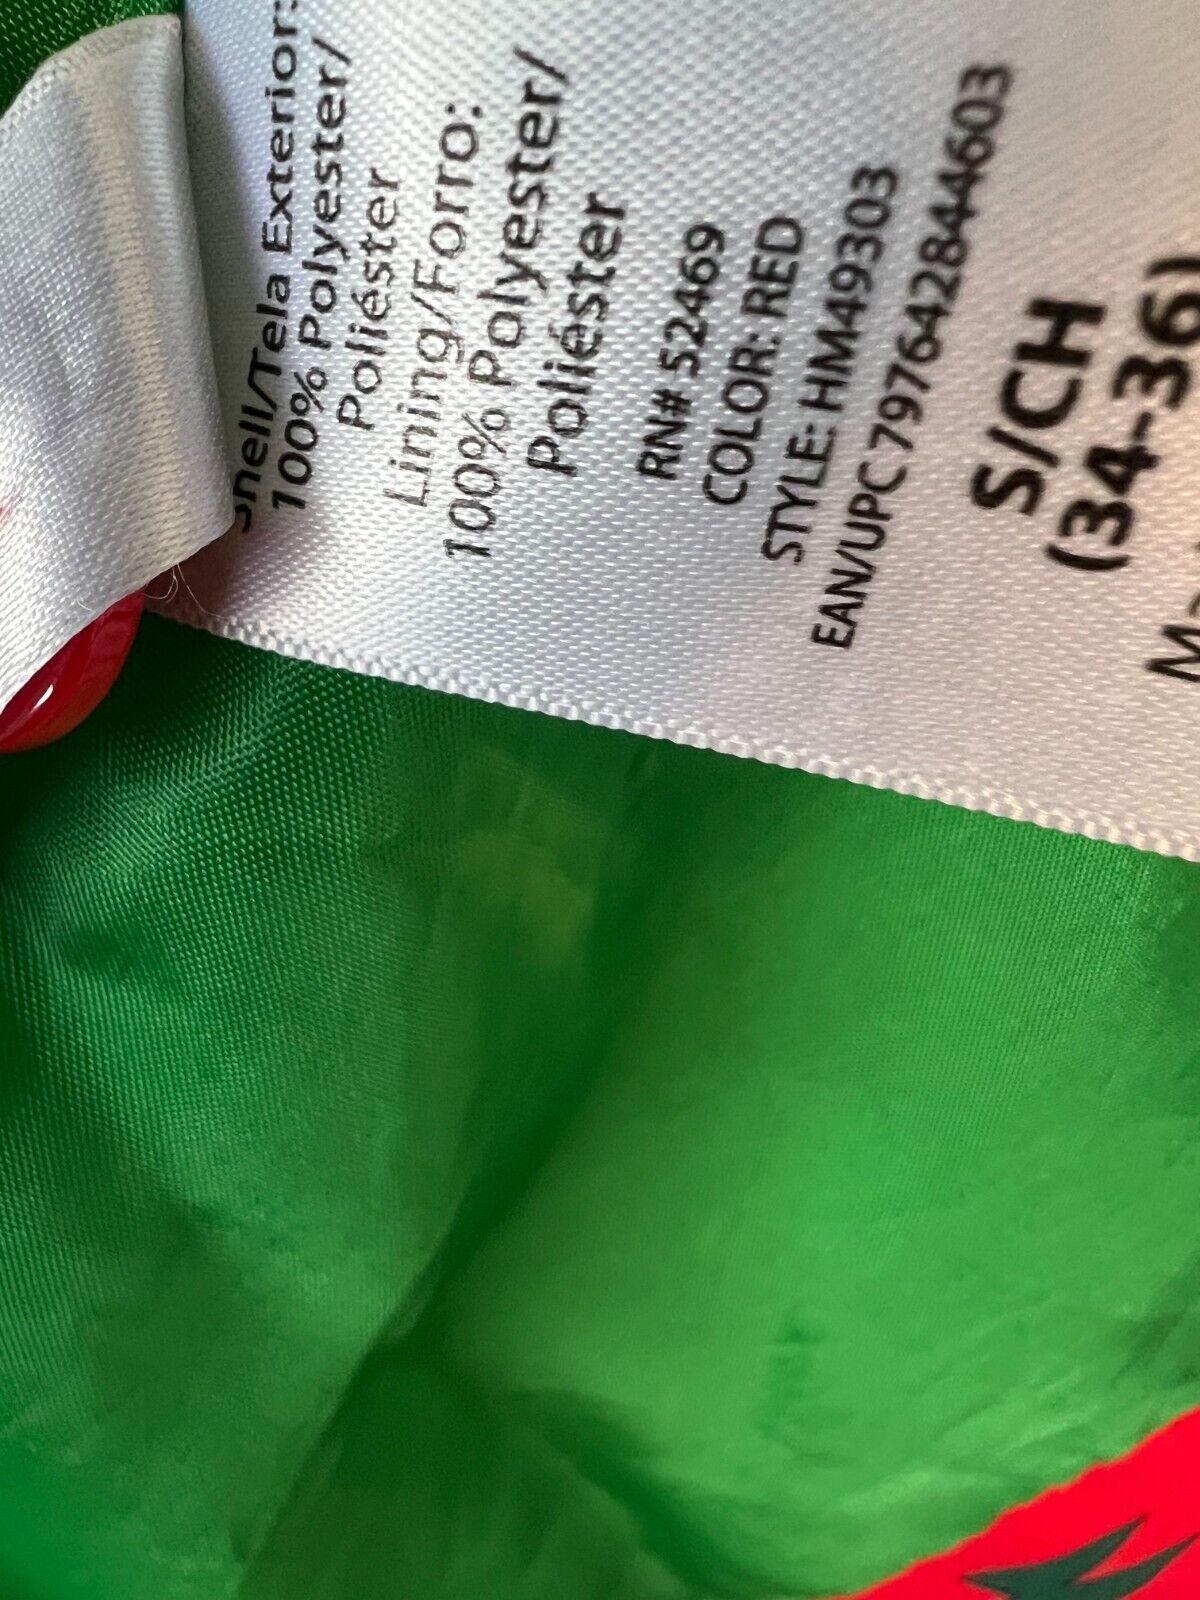 Shell/Tela Exterior:
100% Polyester/
Poliéster
Lining/Forro:
100% Polyester/
Poliéster
RN# 52469
COLOR: RED
STYLE: HM49303
EAN/UPC 797642844603
S/CH
(34-36)